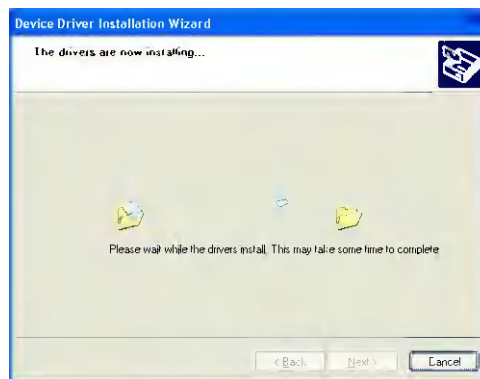 Device Driver Installation Wizard
The drivers are now installing...
Please wait while the drivers install. This may take some time to complete
< Back
Next >
Cancel